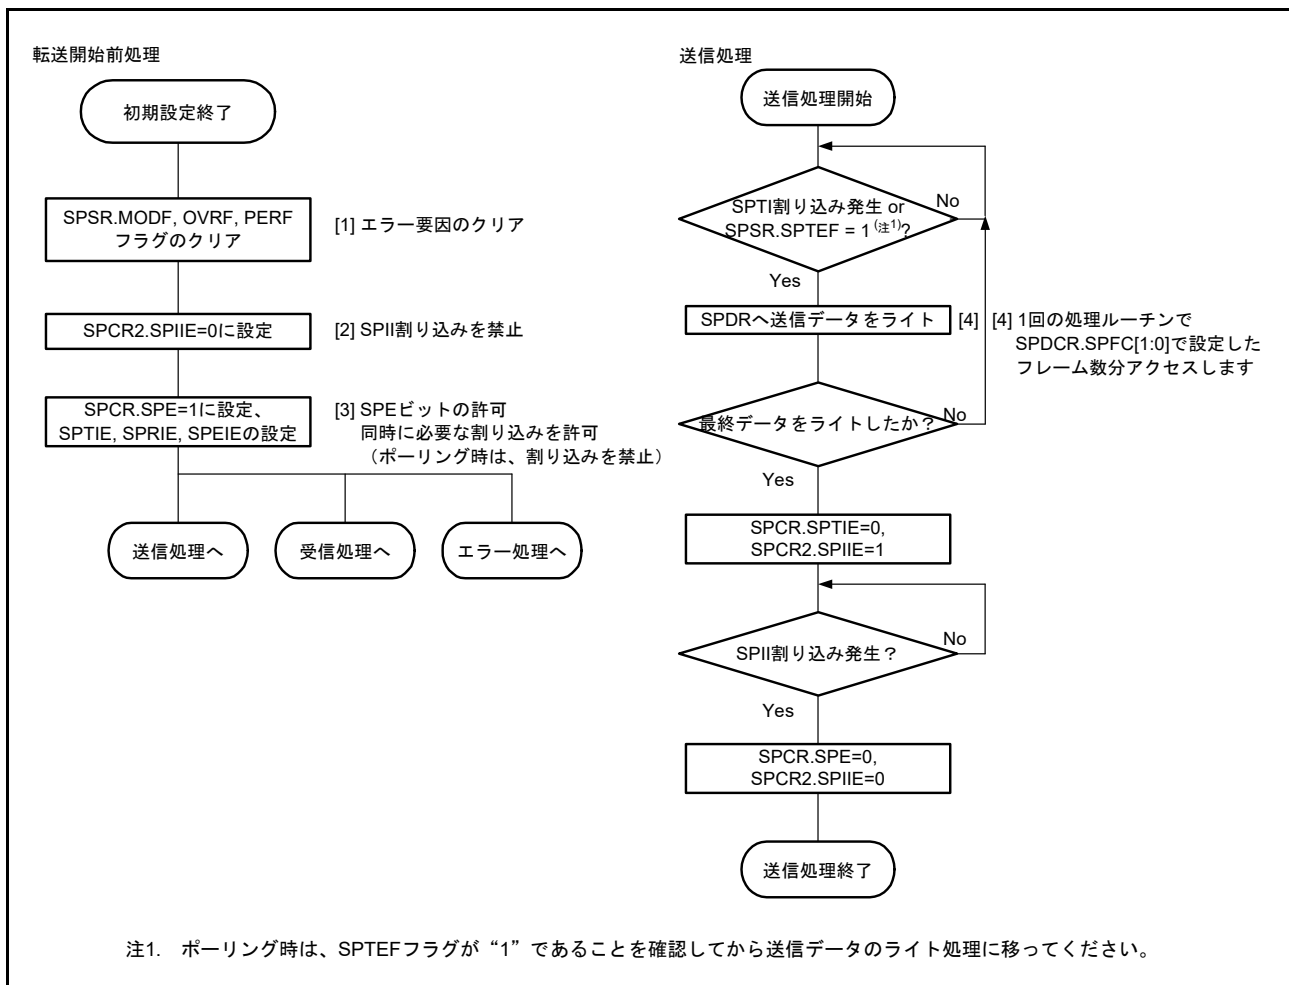 転送開始前処理
初期設定終了
SPSR.MODF, OVRF, PERF
フラグのクリア
[1] エラー要因のクリア
SPCR2.SPIIE=0に設定
[2] SPII割り込みを禁止
SPCR.SPE=1に設定、
SPTIE, SPRIE, SPEIEの設定
[3] SPEビットの許可
同時に必要な割り込みを許可
（ポーリング時は、割り込みを禁止）
送信処理へ
受信処理へ
エラー処理へ
送信処理
送信処理開始
SPTI割り込み発生 or
SPSR.SPTEF = 1 (注1)?
No
Yes
SPDRへ送信データをライト
[4]
[4] 1回の処理ルーチンで
SPDCR.SPFC[1:0]で設定した
フレーム数分アクセスします
最終データをライトしたか？
No
Yes
SPCR.SPTIE=0,
SPCR2.SPIIE=1
SPII割り込み発生？
No
Yes
SPCR.SPE=0,
SPCR2.SPIIE=0
送信処理終了
注1. ポーリング時は、SPTEFフラグが“1”であることを確認してから送信データのライト処理に移ってください。